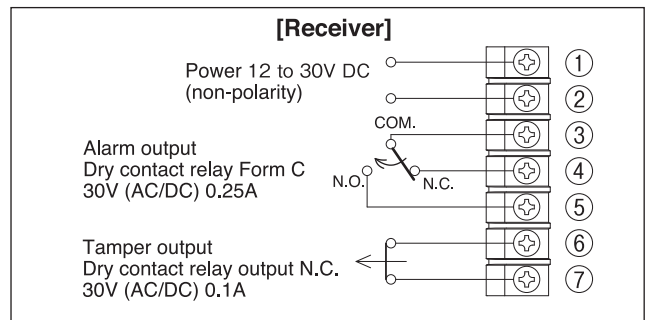 [Receiver]
Power 12 to 30V DC
(non-polarity)
①
②
COM.
③
Alarm output
Dry contact relay Form C
30V (AC/DC) 0.25A
N.O.
N.C.
④
⑤
Tamper output
Dry contact relay output N.C.
30V (AC/DC) 0.1A
⑥
⑦